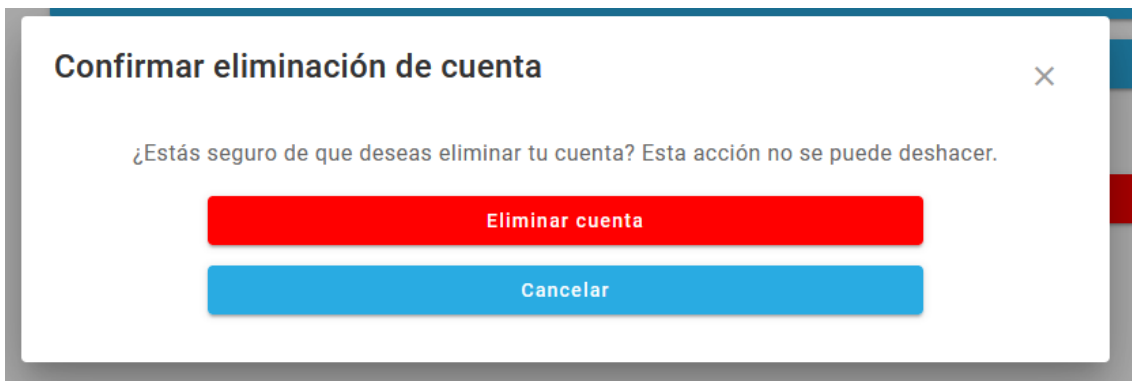 Confirmar eliminación de cuenta
¿Estás seguro de que deseas eliminar tu cuenta? Esta acción no se puede deshacer.
Eliminar cuenta
Cancelar